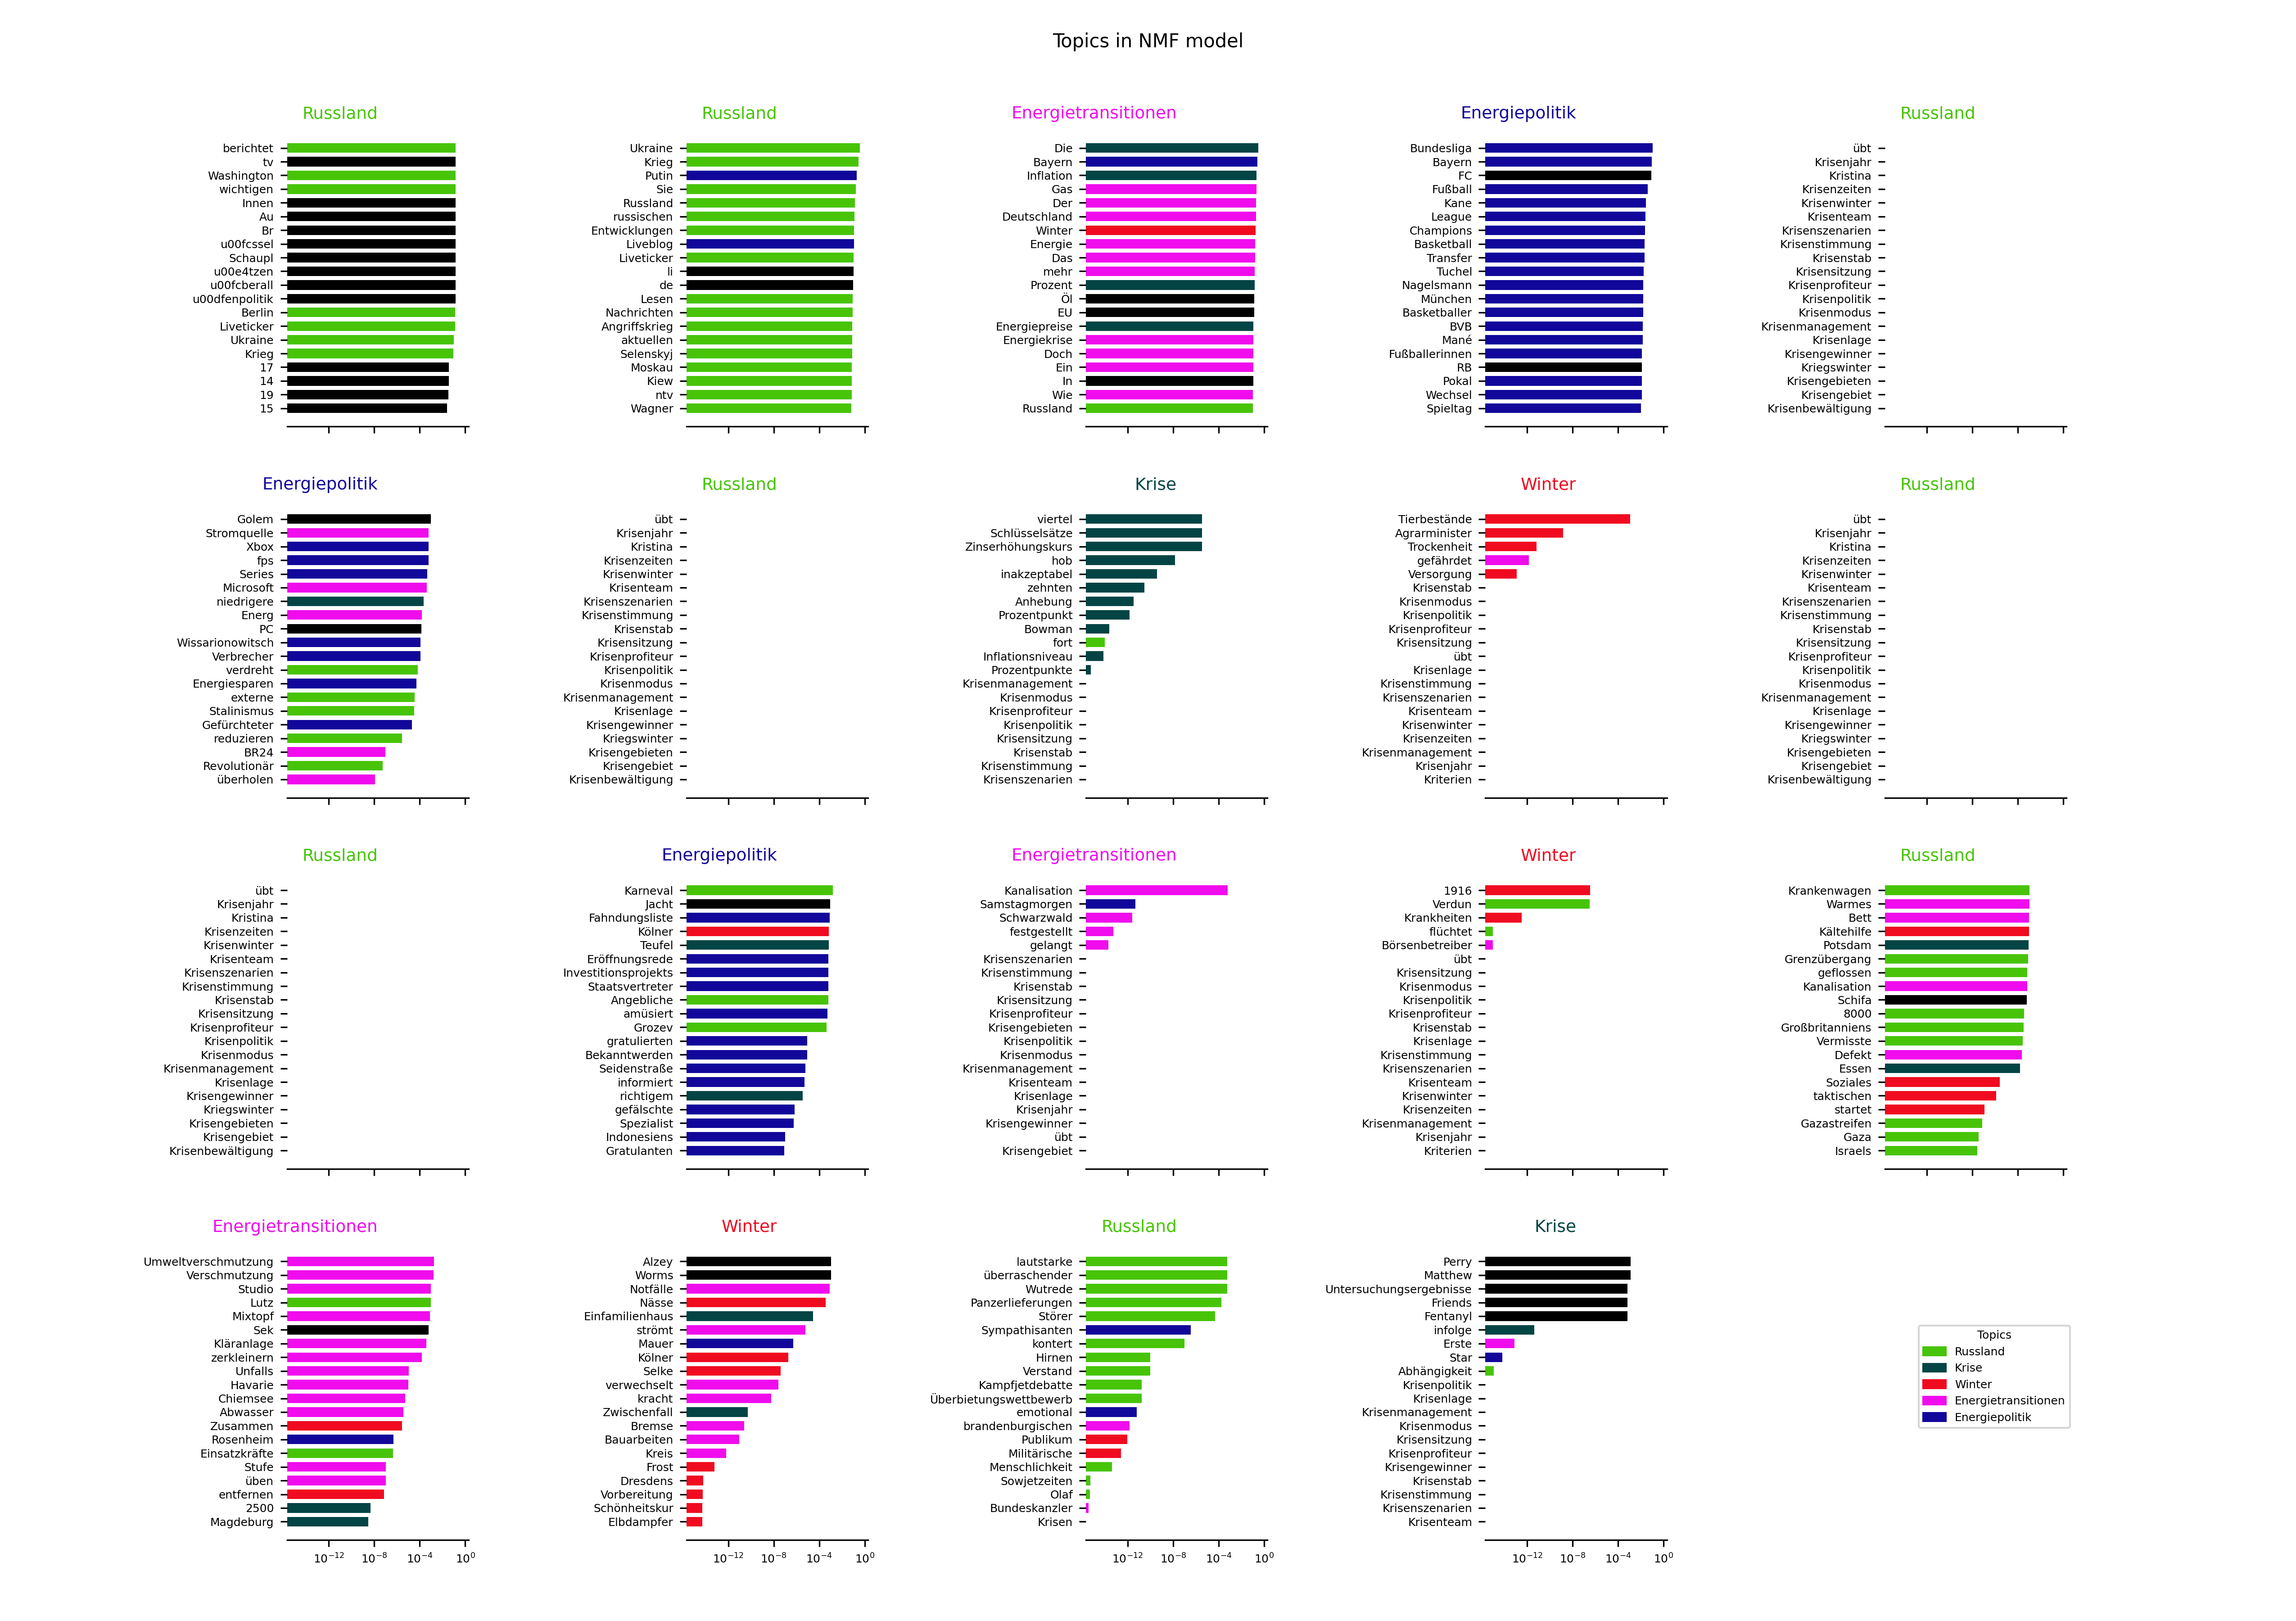 Topics in NMF model
Russland
berichtet
tv
Washington
wichtigen
Innen
Au
Br
u00fcssel
Schaupl
u00e4tzen
u00fcberall
u00dfenpolitik
Berlin
Liveticker
Ukraine
Krieg
17
14
19
15
Russland
Ukraine
Krieg
Putin
Sie
Russland
russischen
Entwicklungen
Liveblog
Liveticker
li
de
Lesen
Nachrichten
Angriffskrieg
aktuellen
Selenskyj
Moskau
Kiew
ntv
Wagner
Energietransitionen
Die
Bayern
Inflation
Gas
Der
Deutschland
Winter
Energie
Das
mehr
Prozent
Öl
EU
Energiepreise
Energiekrise
Doch
Ein
In
Wie
Russland
Energiepolitik
Bundesliga
Bayern
FC
Fußball
Kane
League
Champions
Basketball
Transfer
Tuchel
Nagelsmann
München
Basketballer
BVB
Mané
Fußballerinnen
RB
Pokal
Wechsel
Spieltag
Russland
übt
Krisenjahr
Kristina
Krisenzeiten
Krisenwinter
Krisenteam
Krisenszenarien
Krisenstimmung
Krisenstab
Krisensitzung
Krisenprofiteur
Krisenpolitik
Krisenmodus
Krisenmanagement
Krisenlage
Krisengewinner
Kriegswinter
Krisengebieten
Krisengebiet
Krisenbewältigung
Energiepolitik
Golem
Stromquelle
Xbox
fps
Series
Microsoft
niedrigere
Energ
PC
Wissarionowitsch
Verbrecher
verdreht
Energiesparen
externe
Stalinismus
Gefürchteter
reduzieren
BR24
Revolutionär
überholen
Russland
übt
Krisenjahr
Kristina
Krisenzeiten
Krisenwinter
Krisenteam
Krisenszenarien
Krisenstimmung
Krisenstab
Krisensitzung
Krisenprofiteur
Krisenpolitik
Krisenmodus
Krisenmanagement
Krisenlage
Krisengewinner
Kriegswinter
Krisengebieten
Krisengebiet
Krisenbewältigung
Krise
viertel
Schlüsselsätze
Zinserhöhungskurs
hob
inakzeptabel
zehnten
Anhebung
Prozentpunkt
Bowman
fort
Inflationsniveau
Prozentpunkte
Krisenmanagement
Krisenmodus
Krisenprofiteur
Krisenpolitik
Krisensitzung
Krisenstab
Krisenstimmung
Krisenszenarien
Winter
Tierbestände
Agrarminister
Trockenheit
gefährdet
Versorgung
Krisenstab
Krisenmodus
Krisenpolitik
Krisenprofiteur
Krisensitzung
übt
Krisenlage
Krisenstimmung
Krisenszenarien
Krisenteam
Krisenwinter
Krisenzeiten
Krisenmanagement
Krisenjahr
Kriterien
Russland
übt
Krisenjahr
Kristina
Krisenzeiten
Krisenwinter
Krisenteam
Krisenszenarien
Krisenstimmung
Krisenstab
Krisensitzung
Krisenprofiteur
Krisenpolitik
Krisenmodus
Krisenmanagement
Krisenlage
Krisengewinner
Kriegswinter
Krisengebieten
Krisengebiet
Krisenbewältigung
Russland
übt
Krisenjahr
Kristina
Krisenzeiten
Krisenwinter
Krisenteam
Krisenszenarien
Krisenstimmung
Krisenstab
Krisensitzung
Krisenprofiteur
Krisenpolitik
Krisenmodus
Krisenmanagement
Krisenlage
Krisengewinner
Kriegswinter
Krisengebieten
Krisengebiet
Krisenbewältigung
Energiepolitik
Karneval
Jacht
Fahndungsliste
Kölner
Teufel
Eröffnungsrede
Investitionsprojekts
Staatsvertreter
Angebliche
amüsiert
Grozev
gratulierten
Bekanntwerden
Seidenstraße
informiert
richtigem
gefälschte
Spezialist
Indonesiens
Gratulanten
Energietransitionen
Kanalisation
Samstagmorgen
Schwarzwald
festgestellt
gelangt
Krisenszenarien
Krisenstimmung
Krisenstab
Krisensitzung
Krisenprofiteur
Krisengebieten
Krisenpolitik
Krisenmodus
Krisenmanagement
Krisenteam
Krisenlage
Krisenjahr
Krisengewinner
übt
Krisengebiet
Winter
1916
Verdun
Krankheiten
flüchtet
Börsenbetreiber
übt
Krisensitzung
Krisenmodus
Krisenpolitik
Krisenprofiteur
Krisenstab
Krisenlage
Krisenstimmung
Krisenszenarien
Krisenteam
Krisenwinter
Krisenzeiten
Krisenmanagement
Krisenjahr
Kriterien
Russland
Krankenwagen
Warmes
Bett
Kältehilfe
Potsdam
Grenzübergang
geflossen
Kanalisation
Schifa
8000
Großbritanniens
Vermisste
Defekt
Essen
Soziales
taktischen
startet
Gazastreifen
Gaza
Israels
Energietransitionen
Umweltverschmutzung
Verschmutzung
Studio
Lutz
Mixtopf
Sek
Kläranlage
zerkleinern
Unfalls
Havarie
Chiemsee
Abwasser
Zusammen
Rosenheim
Einsatzkräfte
Stufe
üben
entfernen
2500
Magdeburg
10⁻¹² 10⁻⁸ 10⁻⁴ 10⁰
Winter
Alzey
Worms
Notfälle
Nässe
Einfamilienhaus
strömt
Mauer
Kölner
Selke
verwechselt
kracht
Zwischenfall
Bremse
Bauarbeiten
Kreis
Frost
Dresdens
Vorbereitung
Schönheitskur
Elbdampfer
10⁻¹² 10⁻⁸ 10⁻⁴ 10⁰
Russland
lautstarke
überraschender
Wutrede
Panzerlieferungen
Störer
Sympathisanten
kontert
Hirnen
Verstand
Kampfjetdebatte
Überbietungswettbewerb
emotional
brandenburgischen
Publikum
Militärische
Menschlichkeit
Sowjetzeiten
Olaf
Bundeskanzler
Krisen
10⁻¹² 10⁻⁸ 10⁻⁴ 10⁰
Krise
Perry
Matthew
Untersuchungsergebnisse
Friends
Fentanyl
infolge
Erste
Star
Abhängigkeit
Krisenpolitik
Krisenlage
Krisenmanagement
Krisenmodus
Krisensitzung
Krisenprofiteur
Krisengewinner
Krisenstab
Krisenstimmung
Krisenszenarien
Krisenteam
10⁻¹² 10⁻⁸ 10⁻⁴ 10⁰
Topics
Russland
Krise
Winter
Energietransitionen
Energiepolitik